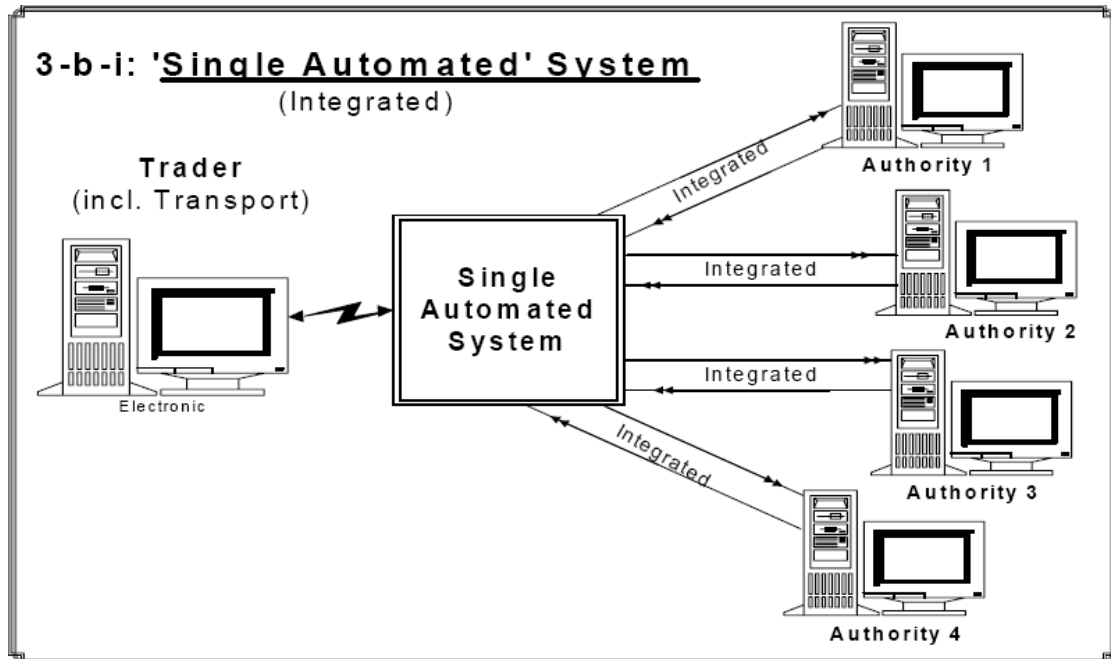 3-b-i: 'Single Automated' System
(Integrated)
Trader
(incl. Transport)
Electronic
Single
Automated
System
Integrated
Authority 1
Integrated
Authority 2
Integrated
Authority 3
Integrated
Authority 4